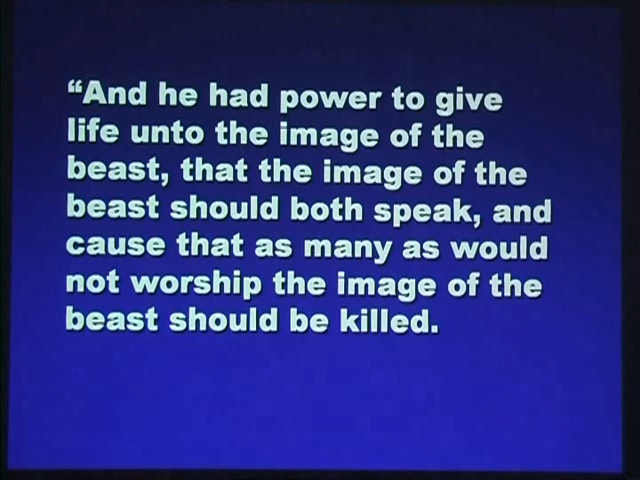 “And he had power to give
life unto the image of the
beast, that the image of the
beast should both speak, and
cause that as many as would
not worship the image of the
beast should be killed.